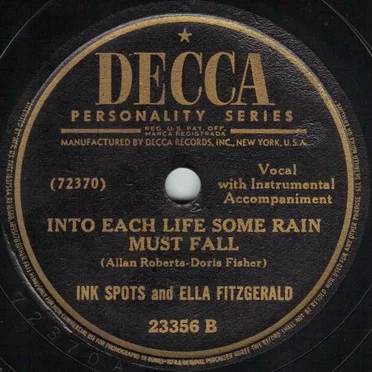 DECCA
PERSONALITY SERIES
REG. U.S. PAT. OFF.
MARCA REGISTRADA
MANUFACTURED BY DECCA RECORDS, INC., NEW YORK, U.S.A.
(72370)
Vocal
with Instrumental
Accompaniment
INTO EACH LIFE SOME RAIN
MUST FALL
(Allan Roberts-Doris Fisher)
INK SPOTS and ELLA FITZGERALD
23356 B
72370A